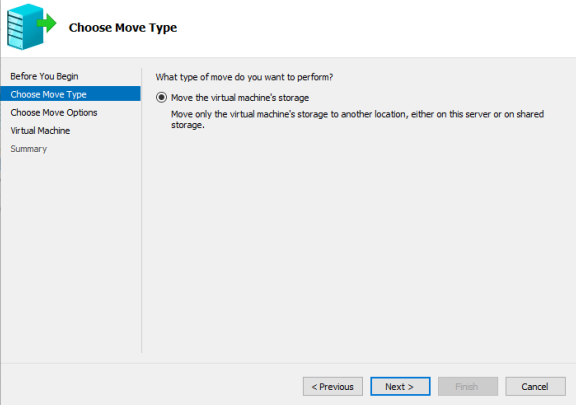 Choose Move Type
Before You Begin
Choose Move Type
Choose Move Options
Virtual Machine
Summary
What type of move do you want to perform?
Move the virtual machine's storage
Move only the virtual machine's storage to another location, either on this server or on shared
storage.
< Previous
Next >
Finish
Cancel